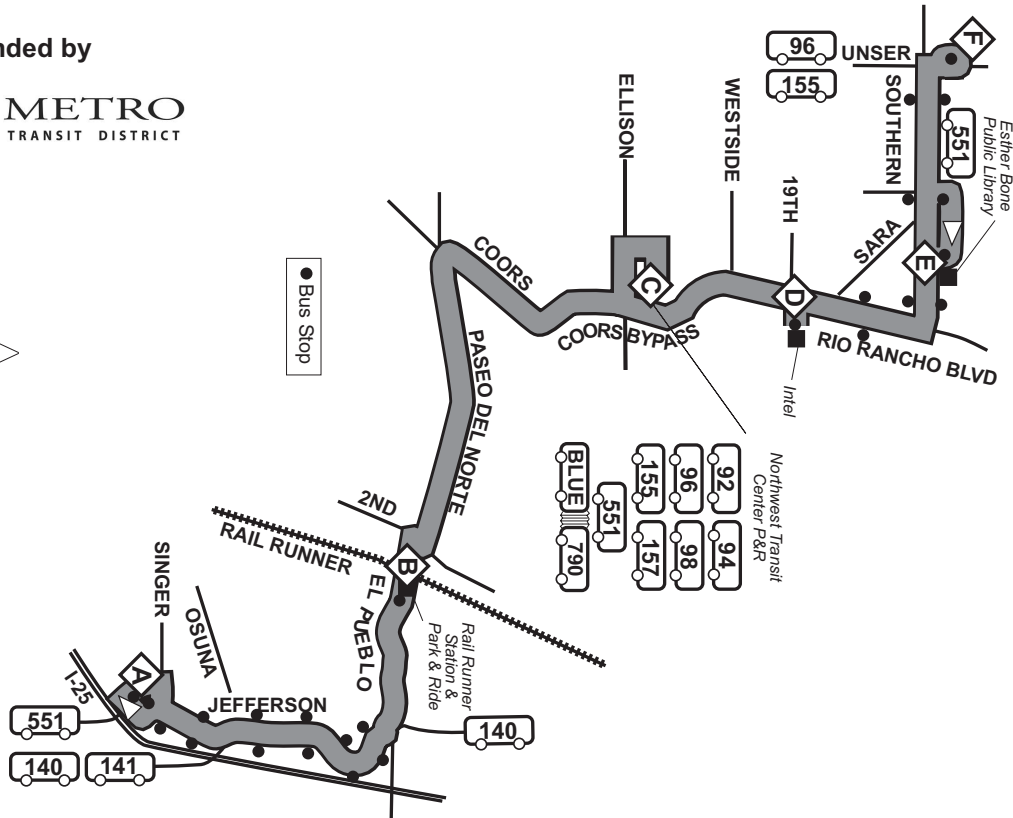 nded by
METRO
TRANSIT DISTRICT
96
155
UNSER
F
SOUTHERN
551
Esther Bone
Public Library
ELLISON
WESTSIDE
19TH
SARA
E
COORS
C
D
COORS BYPASS
RIO RANCHO BLVD
Intel
Bus Stop
PASEO DEL NORTE
Northwest Transit
Center P&R
92
94
96
98
155
157
551
BLUE
790
2ND
RAIL RUNNER
B
EL PUEBLO
Rail Runner
Station &
Park & Ride
SINGER
OSUNA
A
I-25
JEFFERSON
551
140
141
140